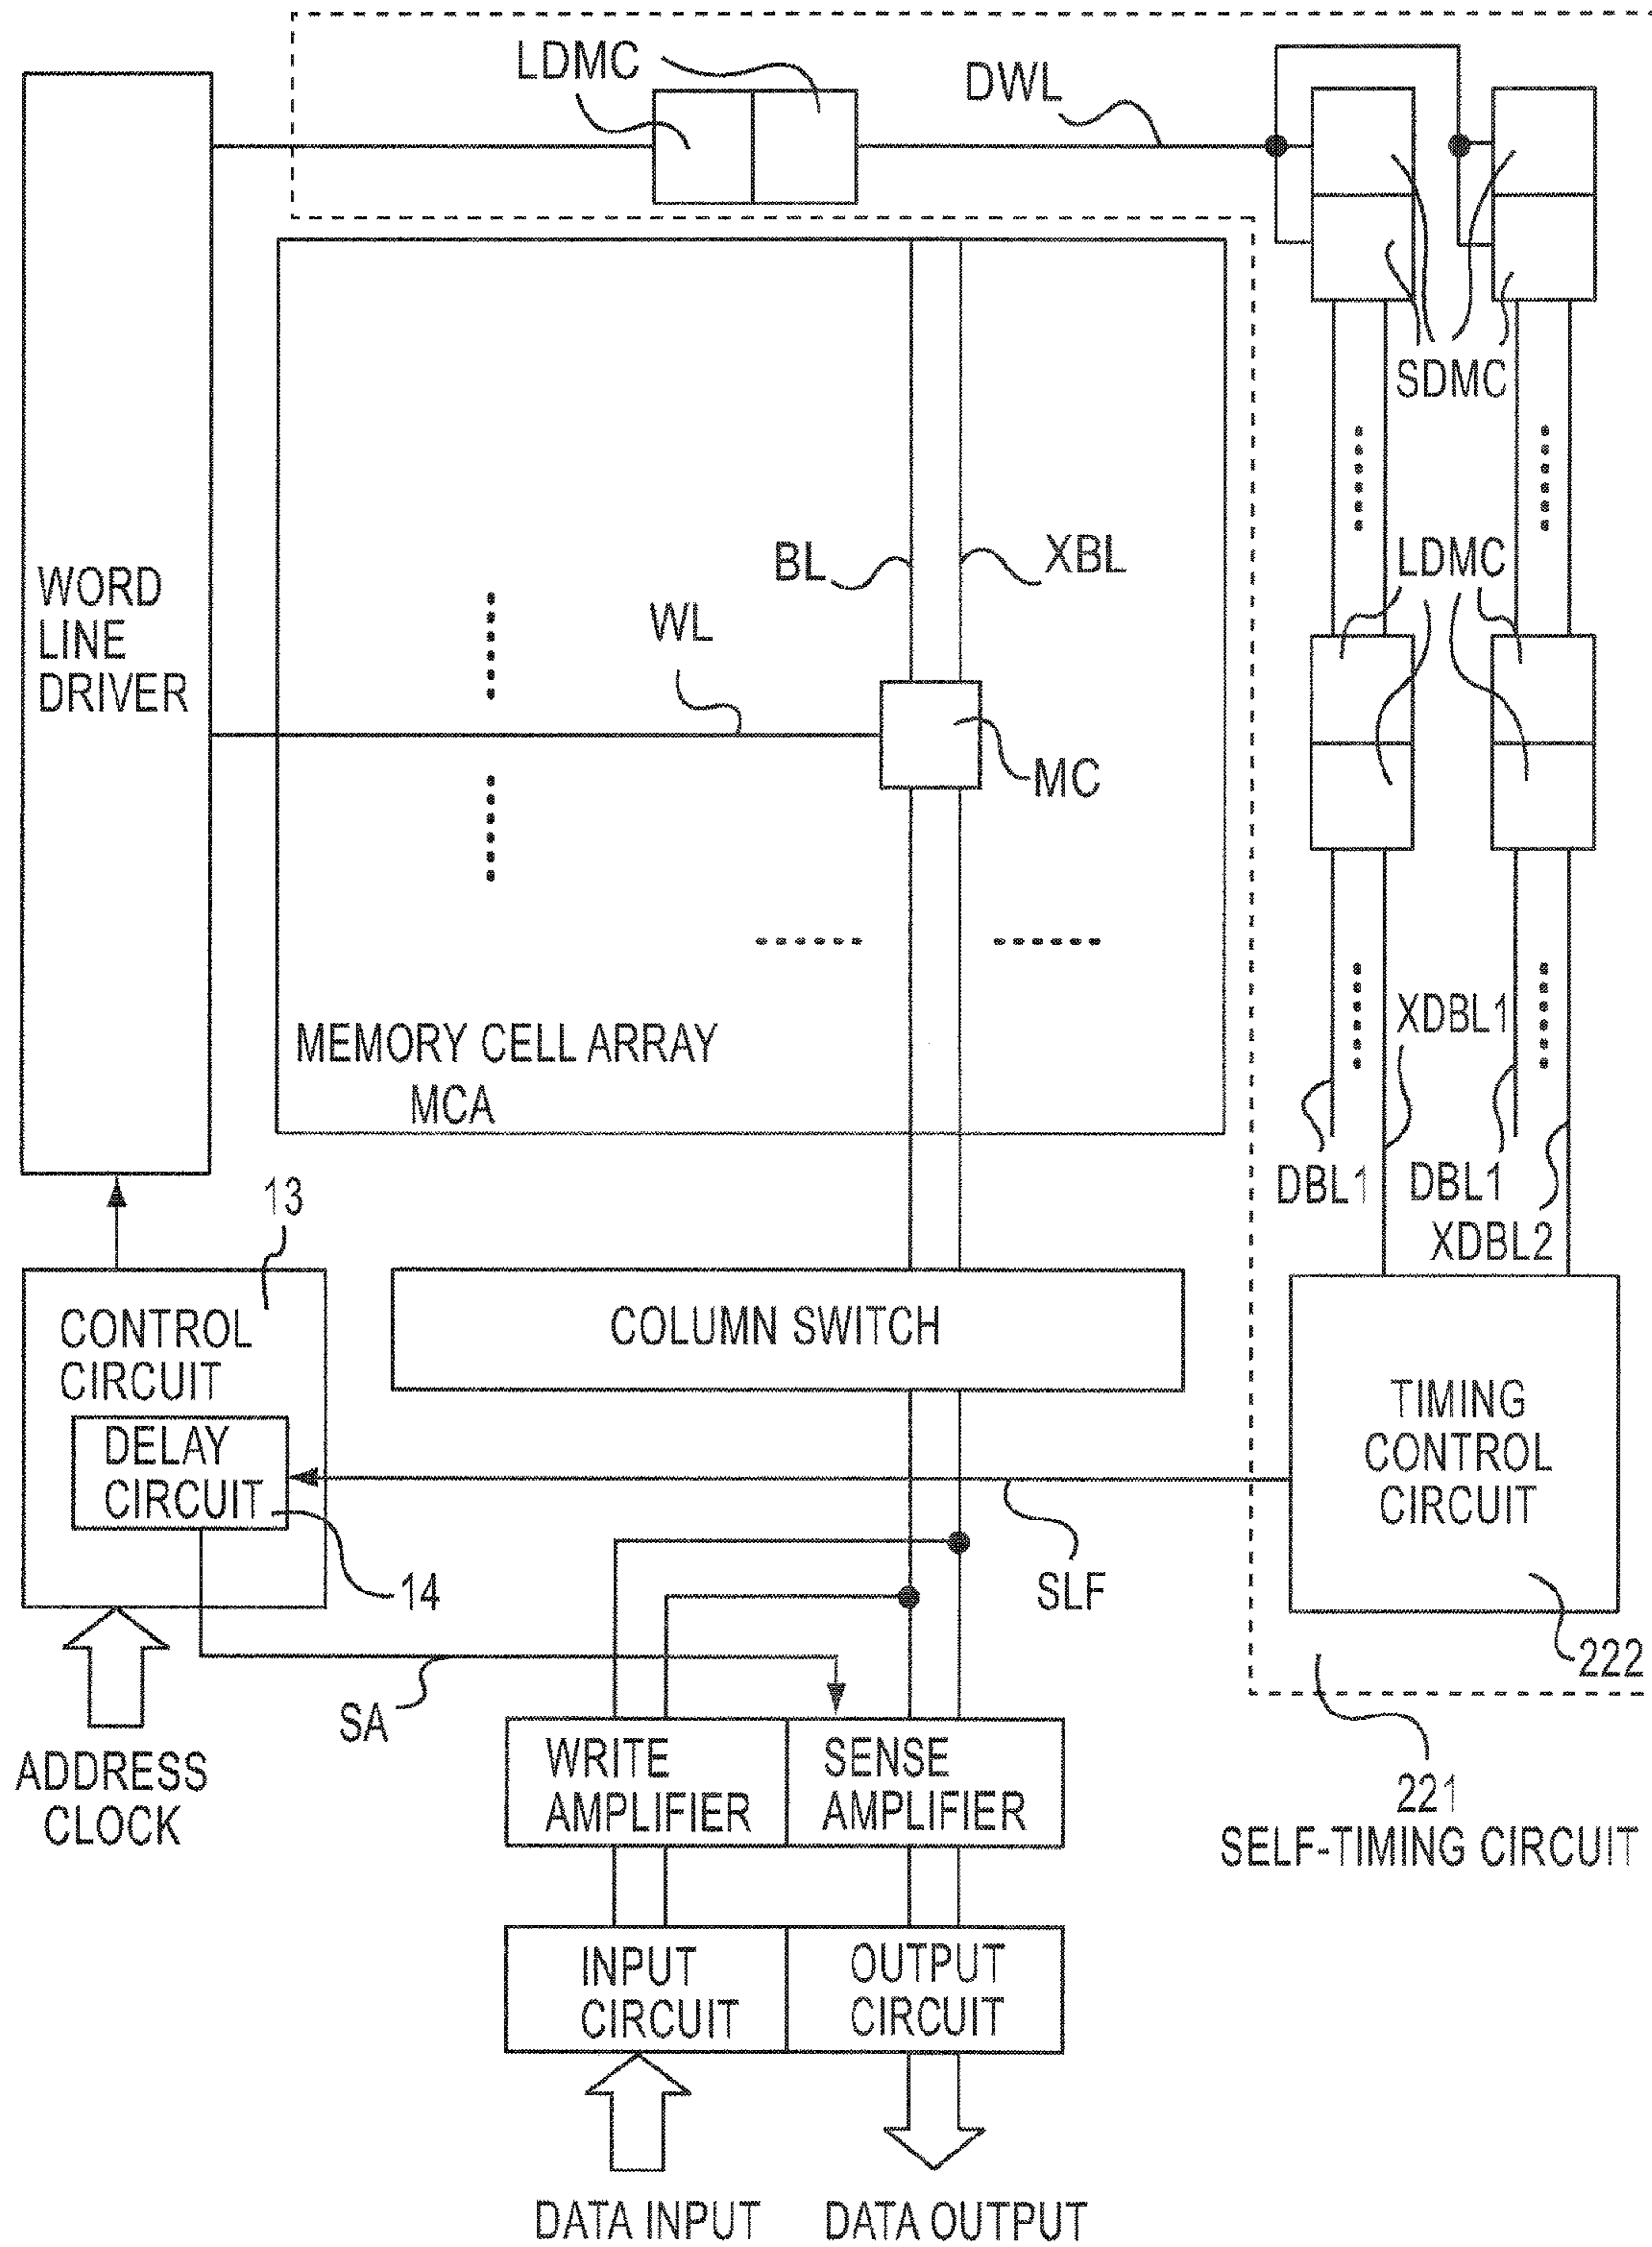 LDMC
DWL
SDMC
WORD
LINE
DRIVER
BL
XBL
WL
MC
LDMC
MEMORY CELL ARRAY
MCA
XDBL1
DBL1
DBL1
XDBL2
13
CONTROL
CIRCUIT
DELAY
CIRCUIT
14
COLUMN SWITCH
TIMING
CONTROL
CIRCUIT
SLF
222
SA
ADDRESS
CLOCK
WRITE
AMPLIFIER
SENSE
AMPLIFIER
221
SELF-TIMING CIRCUIT
INPUT
CIRCUIT
OUTPUT
CIRCUIT
DATA INPUT
DATA OUTPUT